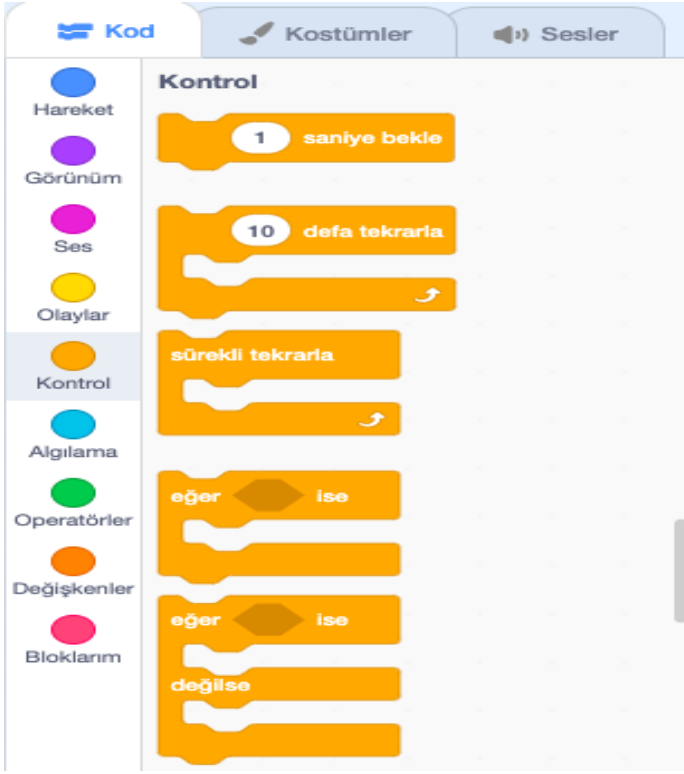 Kod
Kostümler
Sesler
Hareket
Görünüm
Ses
Olaylar
Kontrol
Algılama
Operatörler
Değişkenler
Bloklarım
Kontrol
1 saniye bekle
10 defa tekrarla
sürekli tekrarla
eğer ise
eğer ise
değilse